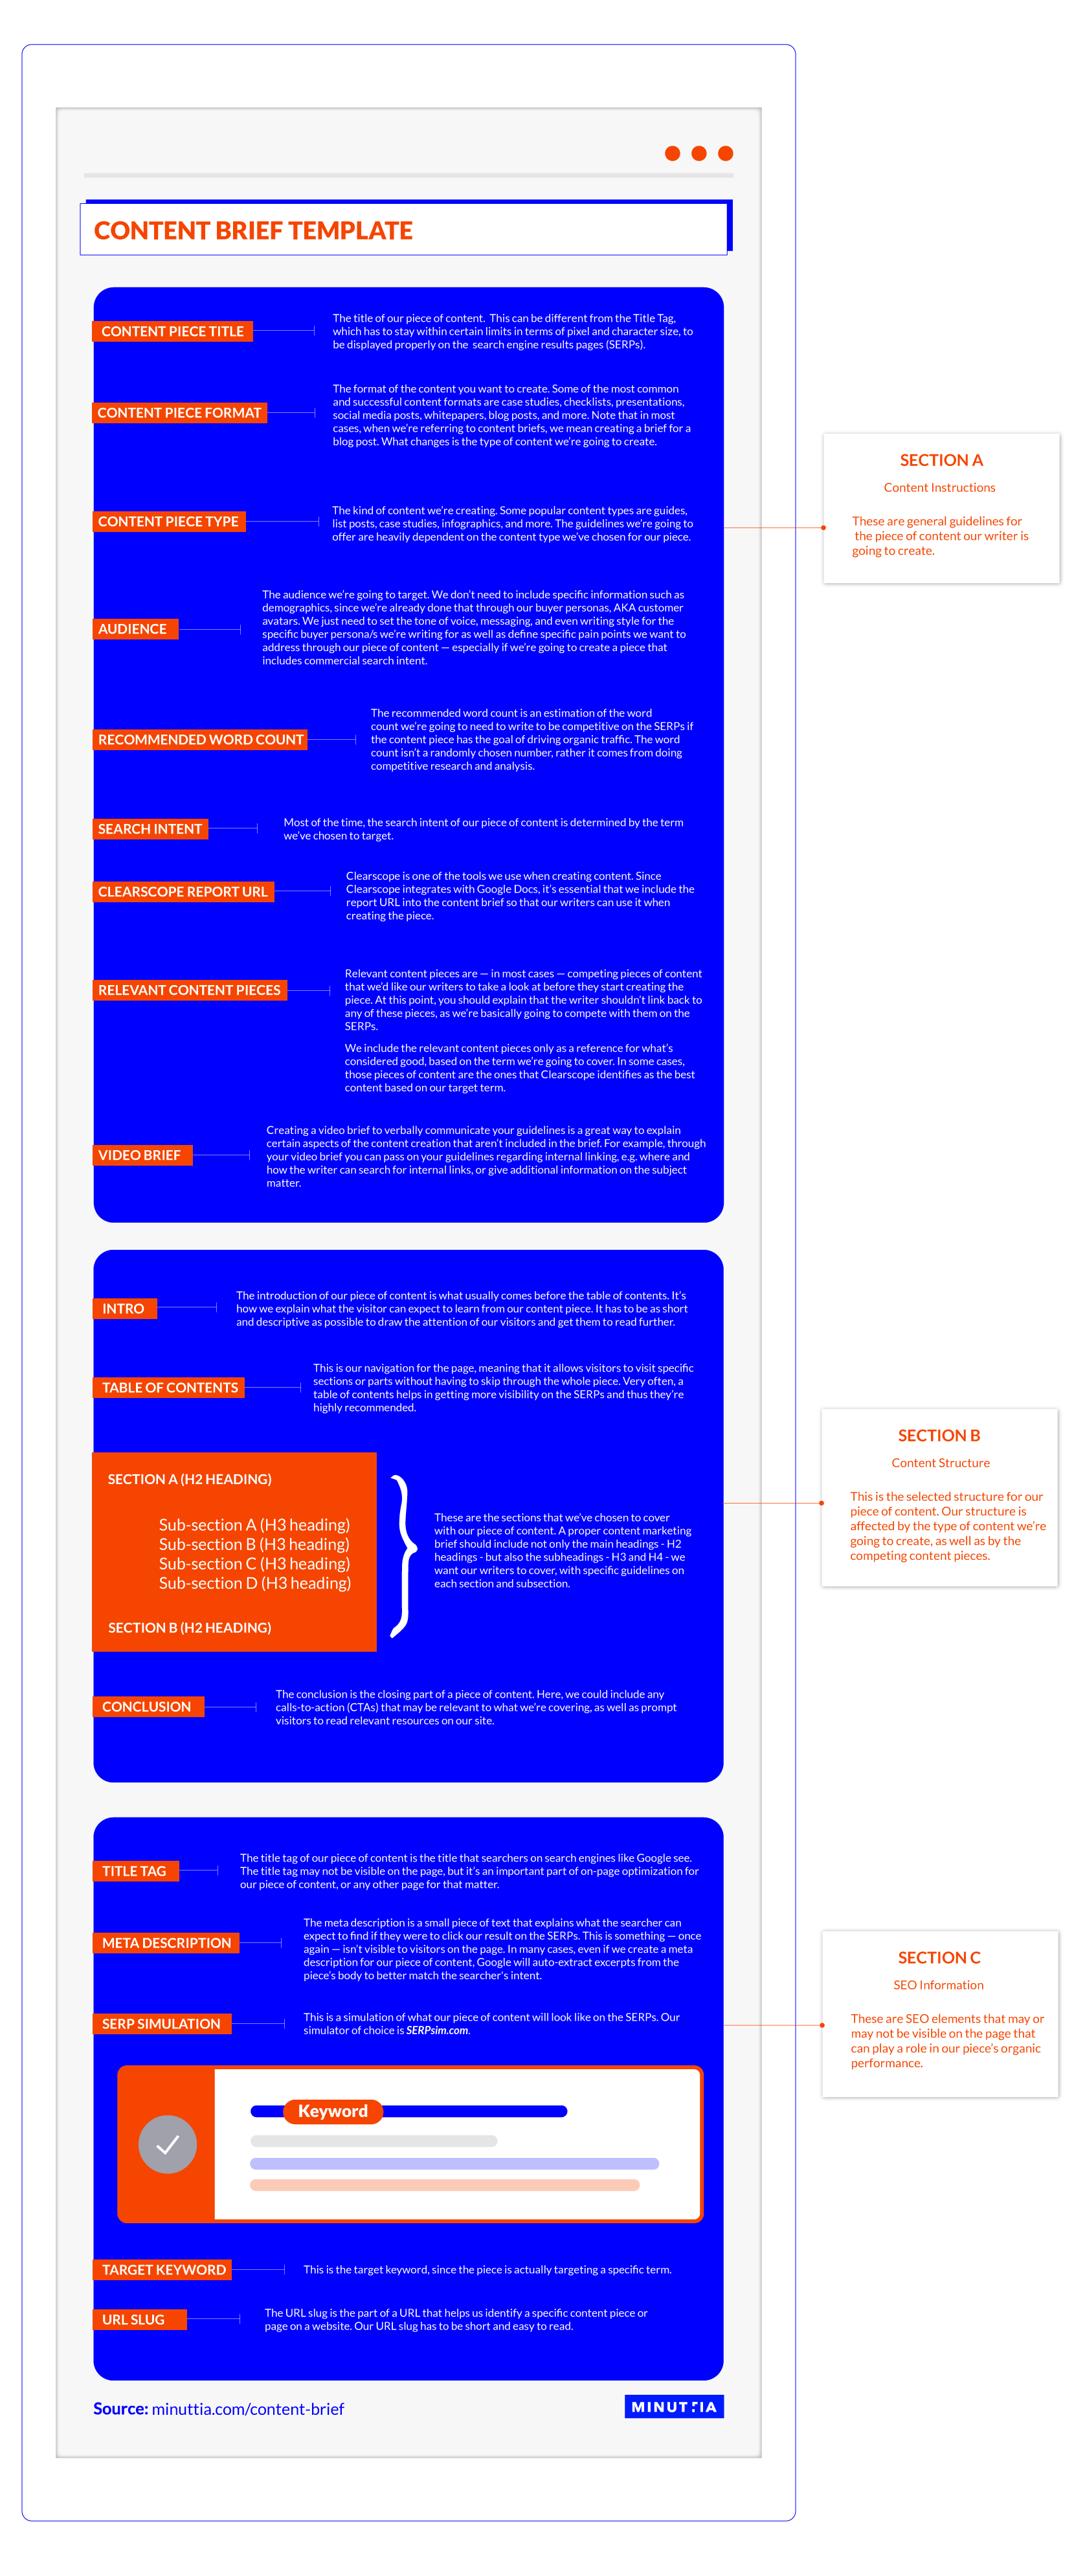 CONTENT BRIEF TEMPLATE
CONTENT PIECE TITLE
The title of our piece of content. This can be different from the Title Tag,
which has to stay within certain limits in terms of pixel and character size, to
be displayed properly on the search engine results pages (SERPs).
CONTENT PIECE FORMAT
The format of the content you want to create. Some of the most common
and successful content formats are case studies, checklists, presentations,
social media posts, whitepapers, blog posts, and more. Note that in most
cases, when we're referring to content briefs, we mean creating a brief for a
blog post. What changes is the type of content we're going to create.
CONTENT PIECE TYPE
The kind of content we're creating. Some popular content types are guides,
list posts, case studies, infographics, and more. The guidelines we're going to
offer are heavily dependent on the content type we've chosen for our piece.
SECTION A
Content Instructions
These are general guidelines for
the piece of content our writer is
going to create.
AUDIENCE
The audience we're going to target. We don't need to include specific information such as
demographics, since we're already done that through our buyer personas, AKA customer
avatars. We just need to set the tone of voice, messaging, and even writing style for the
specific buyer persona/s we're writing for as well as define specific pain points we want to
address through our piece of content — especially if we're going to create a piece that
includes commercial search intent.
RECOMMENDED WORD COUNT
The recommended word count is an estimation of the word
count we're going to need to write to be competitive on the SERPs if
the content piece has the goal of driving organic traffic. The word
count isn't a randomly chosen number, rather it comes from doing
competitive research and analysis.
SEARCH INTENT
Most of the time, the search intent of our piece of content is determined by the term
we've chosen to target.
CLEARSCOPE REPORT URL
Clearscope is one of the tools we use when creating content. Since
Clearscope integrates with Google Docs, it's essential that we include the
report URL into the content brief so that our writers can use it when
creating the piece.
RELEVANT CONTENT PIECES
Relevant content pieces are — in most cases — competing pieces of content
that we'd like our writers to take a look at before they start creating the
piece. At this point, you should explain that the writer shouldn't link back to
any of these pieces, as we're basically going to compete with them on the
SERPs.
We include the relevant content pieces only as a reference for what's
considered good, based on the term we're going to cover. In some cases,
those pieces of content are the ones that Clearscope identifies as the best
content based on our target term.
VIDEO BRIEF
Creating a video brief to verbally communicate your guidelines is a great way to explain
certain aspects of the content creation that aren't included in the brief. For example, through
your video brief you can pass on your guidelines regarding internal linking, e.g. where and
how the writer can search for internal links, or give additional information on the subject
matter.
INTRO
The introduction of our piece of content is what usually comes before the table of contents. It's
how we explain what the visitor can expect to learn from our content piece. It has to be as short
and descriptive as possible to draw the attention of our visitors and get them to read further.
TABLE OF CONTENTS
This is our navigation for the page, meaning that it allows visitors to visit specific
sections or parts without having to skip through the whole piece. Very often, a
table of contents helps in getting more visibility on the SERPs and thus they're
highly recommended.
SECTION A (H2 HEADING)
Sub-section A (H3 heading)
Sub-section B (H3 heading)
Sub-section C (H3 heading)
Sub-section D (H3 heading)
SECTION B (H2 HEADING)
These are the sections that we've chosen to cover
with our piece of content. A proper content marketing
brief should include not only the main headings - H2
headings - but also the subheadings - H3 and H4 - we
want our writers to cover, with specific guidelines on
each section and subsection.
SECTION B
Content Structure
This is the selected structure for our
piece of content. Our structure is
affected by the type of content we're
going to create, as well as by the
competing content pieces.
CONCLUSION
The conclusion is the closing part of a piece of content. Here, we could include any
calls-to-action (CTAs) that may be relevant to what we're covering, as well as prompt
visitors to read relevant resources on our site.
TITLE TAG
The title tag of our piece of content is the title that searchers on search engines like Google see.
The title tag may not be visible on the page, but it's an important part of on-page optimization for
our piece of content, or any other page for that matter.
META DESCRIPTION
The meta description is a small piece of text that explains what the searcher can
expect to find if they were to click our result on the SERPs. This is something — once
again — isn't visible to visitors on the page. In many cases, even if we create a meta
description for our piece of content, Google will auto-extract excerpts from the
piece's body to better match the searcher's intent.
SERP SIMULATION
This is a simulation of what our piece of content will look like on the SERPs. Our
simulator of choice is SERPsim.com.
SECTION C
SEO Information
These are SEO elements that may or
may not be visible on the page that
can play a role in our piece's organic
performance.
Keyword
TARGET KEYWORD
This is the target keyword, since the piece is actually targeting a specific term.
URL SLUG
The URL slug is the part of a URL that helps us identify a specific content piece or
page on a website. Our URL slug has to be short and easy to read.
Source: minuttia.com/content-brief
MINUTTIA